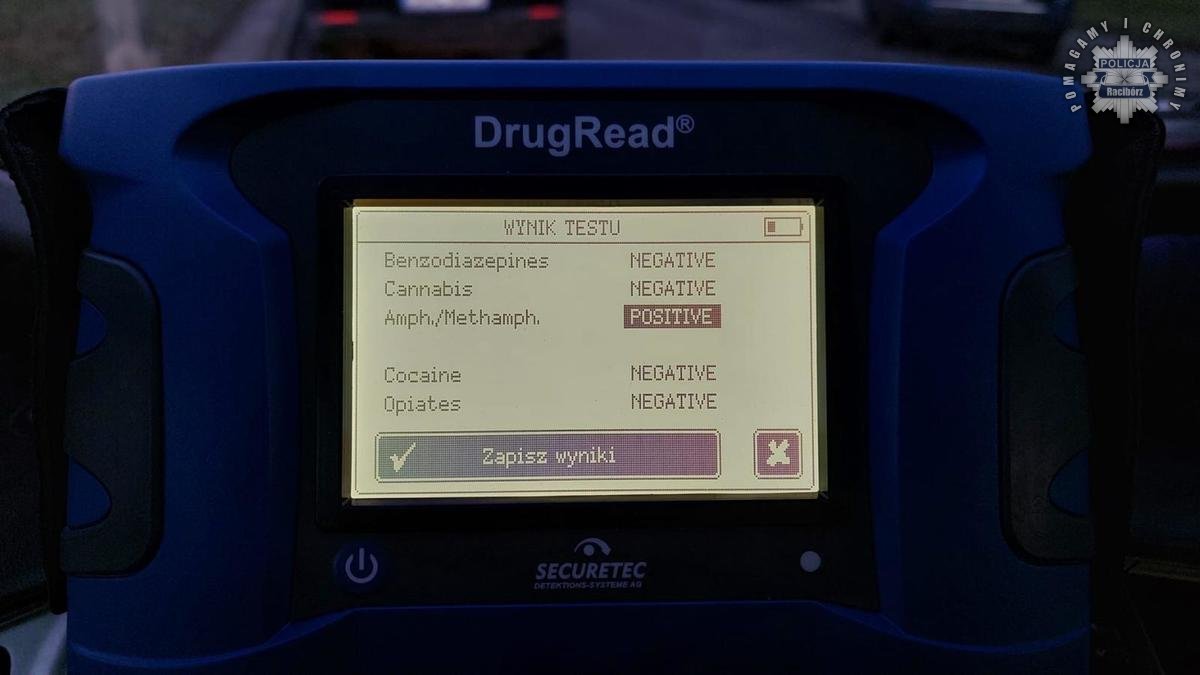 POMAGAMY I CHRONIMY
POLICJA
Racibórz
DrugRead®
WYNIK TESTU
Benzodiazepines NEGATIVE
Cannabis NEGATIVE
Amph./Methamph. POSITIVE
Cocaine NEGATIVE
Opiates NEGATIVE
Zapisz wyniki
SECURETEC
DETEKTIONS-SYSTEME AG